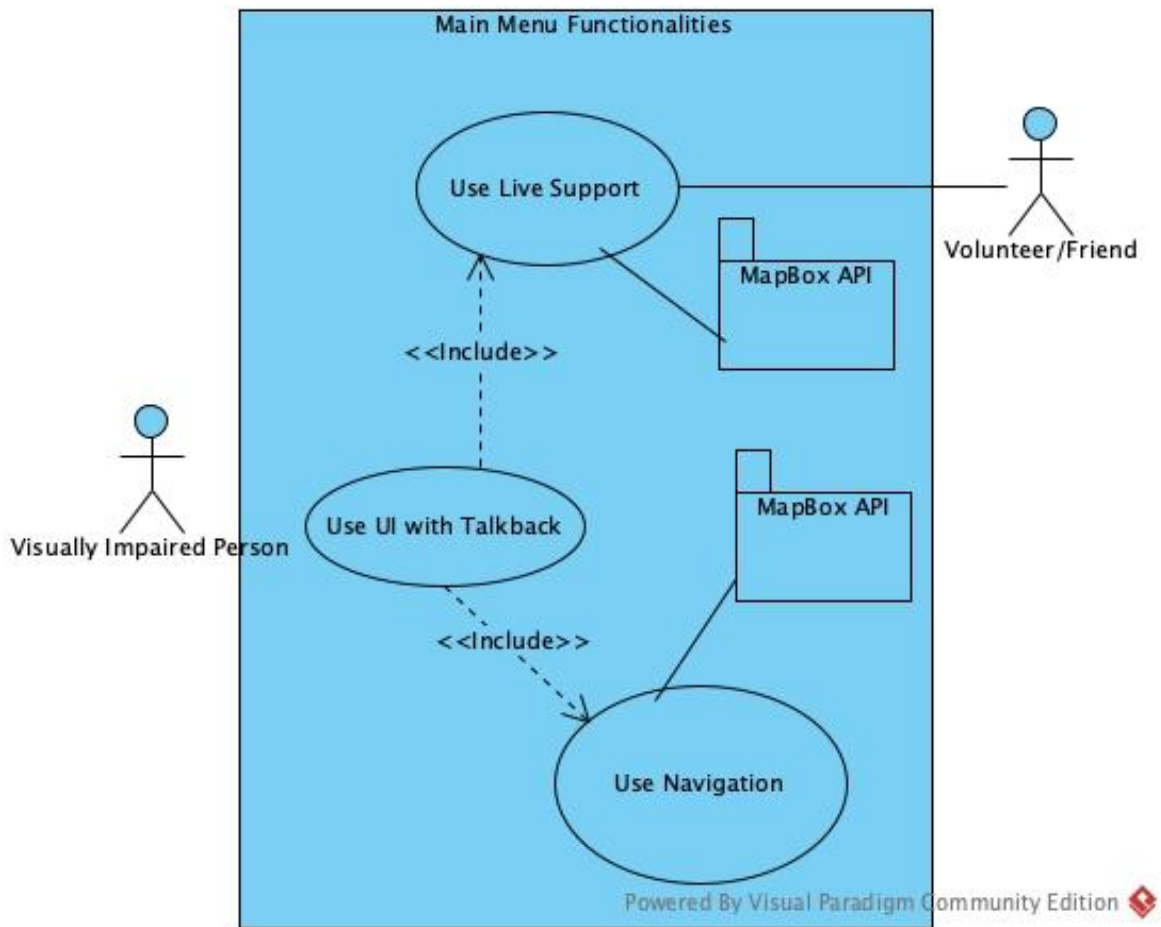 Main Menu Functionalities
Use Live Support
Volunteer/Friend
MapBox API
<<Include>>
Use UI with Talkback
MapBox API
Visually Impaired Person
<<Include>>
Use Navigation
Powered By Visual Paradigm Community Edition